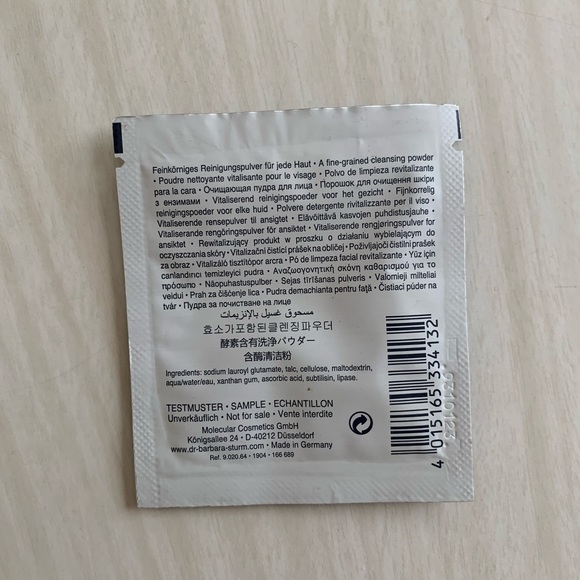 Feinkörniges Reinigungspulver für jede Haut • A fine-grained cleansing powder
• Poudre nettoyante vitalisante pour le visage • Polvo de limpieza revitalizante
para la cara • Очищающая пудра для лица • Порошок для очищення шкіри
з ензимами • Vitaliserend reinigingspoeder voor het gezicht • Fijnkorrelig
reinigingspoeder voor elke huid • Polvere detergente rivitalizzante per il viso •
Vitaliserende rensepulver til ansigtet • Elävöittävä kasvojen puhdistusjauhe •
Vitaliserande rengöringspulver för ansiktet • Vitaliserende rengjøringspulver for
ansiktet • Rewitalizujący produkt w proszku o działaniu wybielającym do
oczyszczania skóry • Vitalizační čisticí prášek na obličej • Poživljajoči čistilni prašek
za obraz • Vitalizáló tisztítópor arcra • Pó de limpeza facial revitalizante • Yüz için
canlandırıcı temizleyici pudra • Αναζωογονητική σκόνη καθαρισμού για το
πρόσωπο • Näopuhastuspulber • Sejas tīrīšanas pulveris • Valomieji milteliai
veidui • Prah za čišćenje lica • Pudra demachianta pentru față • Čistiaci púder na
tvár • Пудра за почистване на лице
مسحوق غسيل بالإنزيمات
효소가포함된클렌징파우더
酵素含有洗浄パウダー
含酶清洁粉
Ingredients: sodium lauroyl glutamate, talc, cellulose, maltodextrin,
aqua/water/eau, xanthan gum, ascorbic acid, subtilisin, lipase.
TESTMUSTER • SAMPLE • ECHANTILLON
Unverkäuflich • Not for sale • Vente interdite
Molecular Cosmetics GmbH
Königsallee 24 • D-40212 Düsseldorf
www.dr-barbara-sturm.com • Made in Germany
Ref. 9.020.64 • 1904 • 166 689
4 015165 334132